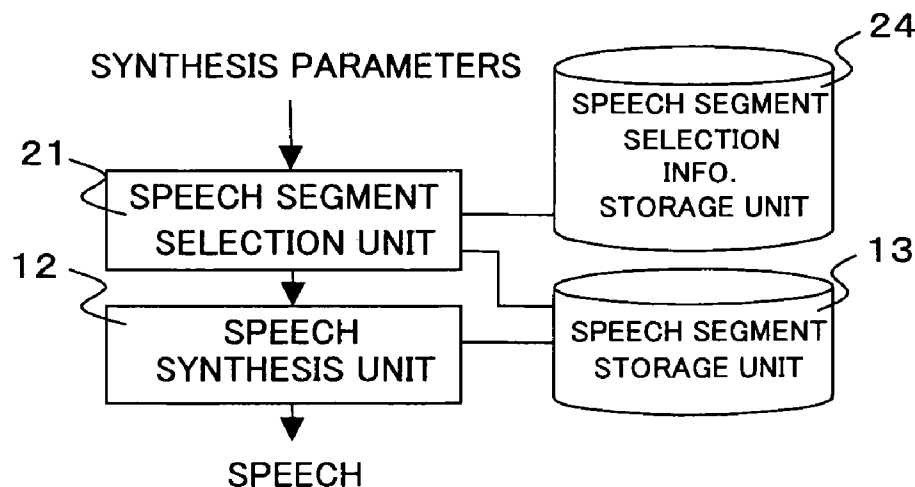 24
SYNTHESIS PARAMETERS
SPEECH SEGMENT
SELECTION
INFO.
STORAGE UNIT
21
SPEECH SEGMENT
SELECTION UNIT
12
SPEECH
SYNTHESIS UNIT
13
SPEECH SEGMENT
STORAGE UNIT
SPEECH